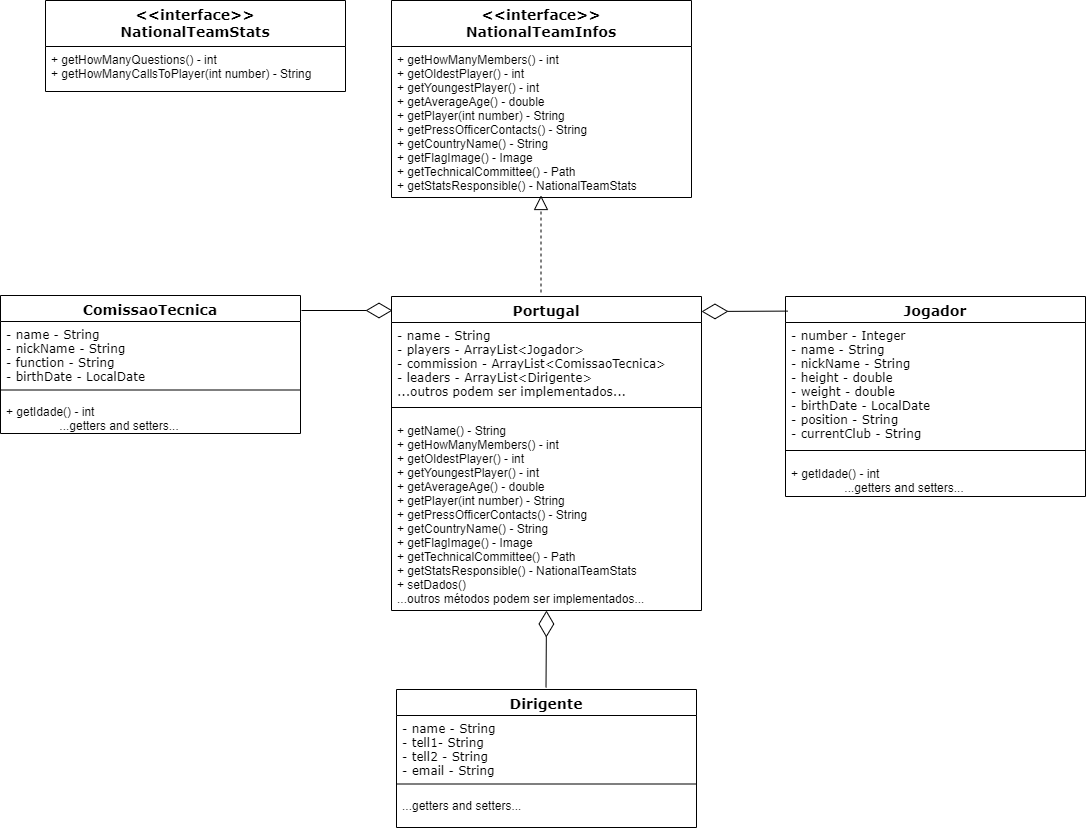 <<interface>>
NationalTeamStats
+ getHowManyQuestions() - int
+ getHowManyCallsToPlayer(int number) - String
<<interface>>
NationalTeamInfos
+ getHowManyMembers() - int
+ getOldestPlayer() - int
+ getYoungestPlayer() - int
+ getAverageAge() - double
+ getPlayer(int number) - String
+ getPressOfficerContacts() - String
+ getCountryName() - String
+ getFlagImage() - Image
+ getTechnicalCommittee() - Path
+ getStatsResponsible() - NationalTeamStats
ComissaoTecnica
- name - String
- nickName - String
- function - String
- birthDate - LocalDate
+ getIdade() - int
...getters and setters...
Portugal
- name - String
- players - ArrayList<Jogador>
- commission - ArrayList<ComissaoTecnica>
- leaders - ArrayList<Dirigente>
...outros podem ser implementados...
+ getName() - String
+ getHowManyMembers() - int
+ getOldestPlayer() - int
+ getYoungestPlayer() - int
+ getAverageAge() - double
+ getPlayer(int number) - String
+ getPressOfficerContacts() - String
+ getCountryName() - String
+ getFlagImage() - Image
+ getTechnicalCommittee() - Path
+ getStatsResponsible() - NationalTeamStats
+ setDados()
...outros métodos podem ser implementados...
Jogador
- number - Integer
- name - String
- nickName - String
- height - double
- weight - double
- birthDate - LocalDate
- position - String
- currentClub - String
+ getIdade() - int
...getters and setters...
Dirigente
- name - String
- tell1- String
- tell2 - String
- email - String
...getters and setters...